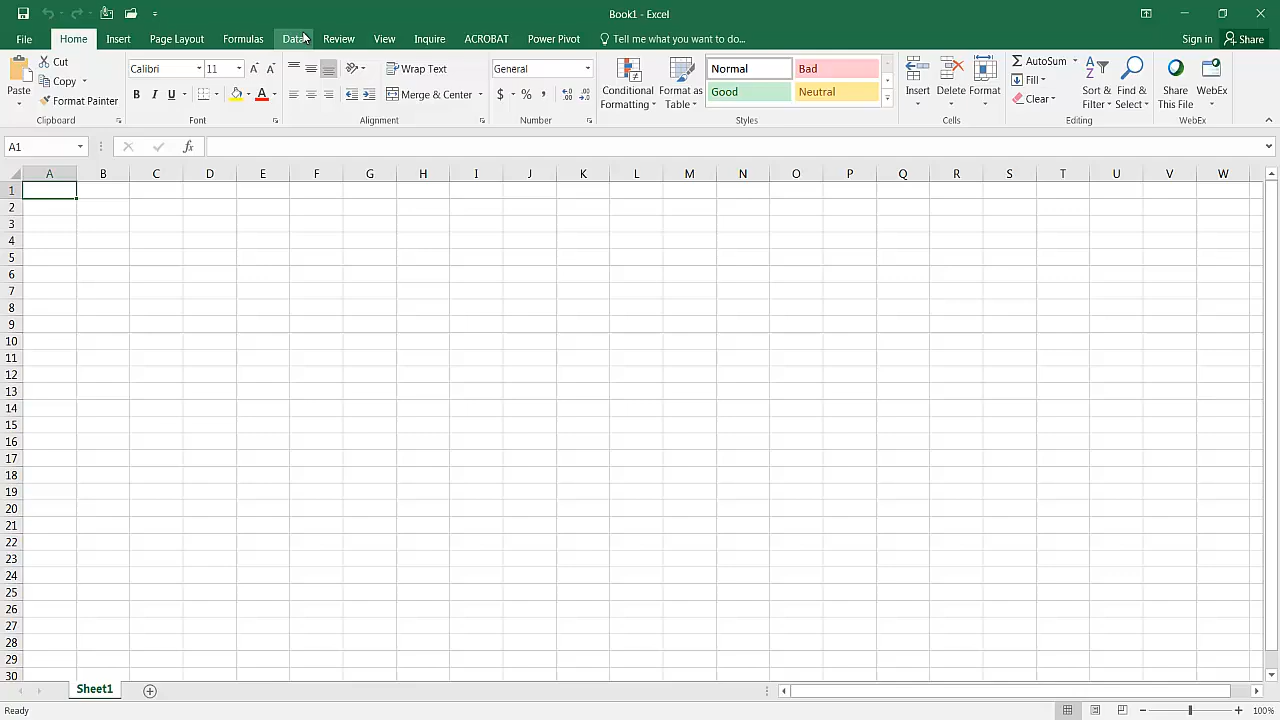 Book1 - Excel
File Home Insert Page Layout Formulas Data Review View Inquire ACROBAT Power Pivot Tell me what you want to do... Sign in Share
Cut
Copy
Format Painter
Paste
Clipboard
Calibri 11
B I U
Font
Wrap Text
Merge & Center
Alignment
General
$ % ,
Number
Conditional Formatting
Format as Table
Normal Bad
Good Neutral
Styles
Insert Delete Format
Cells
AutoSum
Fill
Clear
Sort & Filter
Find & Select
Editing
Share This File
WebEx
WebEx
A1 fx
A B C D E F G H I J K L M N O P Q R S T U V W
1
2
3
4
5
6
7
8
9
10
11
12
13
14
15
16
17
18
19
20
21
22
23
24
25
26
27
28
29
30
Sheet1
Ready 100%